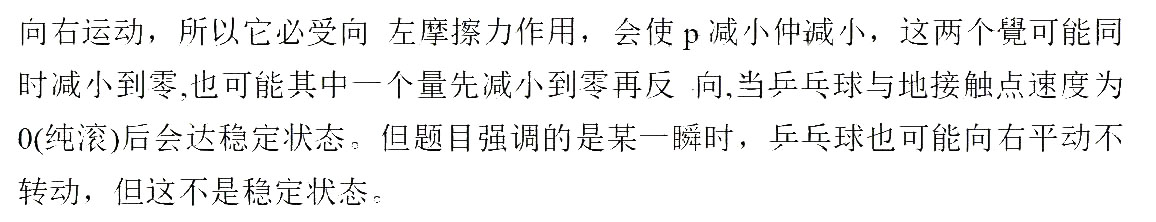 向右运动，所以它必受向 左摩擦力作用，会使 p 减小仲减小，这两个覺可能同
时减小到零,也可能其中一个量先减小到零再反 向,当乒乓球与地接触点速度为
0(纯滚)后会达稳定状态。但题目强调的是某一瞬时，乒乓球也可能向右平动不
转动，但这不是稳定状态。